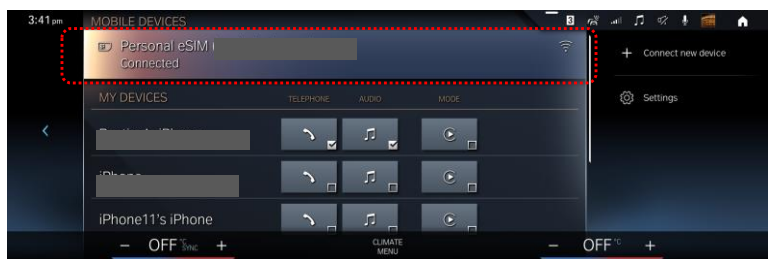 3:41 pm
MOBILE DEVICES
3
Personal eSIM
Connected
Connect new device
MY DEVICES
TELEPHONE
AUDIO
MODE
Settings
iPhone11's iPhone
− OFF °C SYNC +
CLIMATE
MENU
− OFF °C +